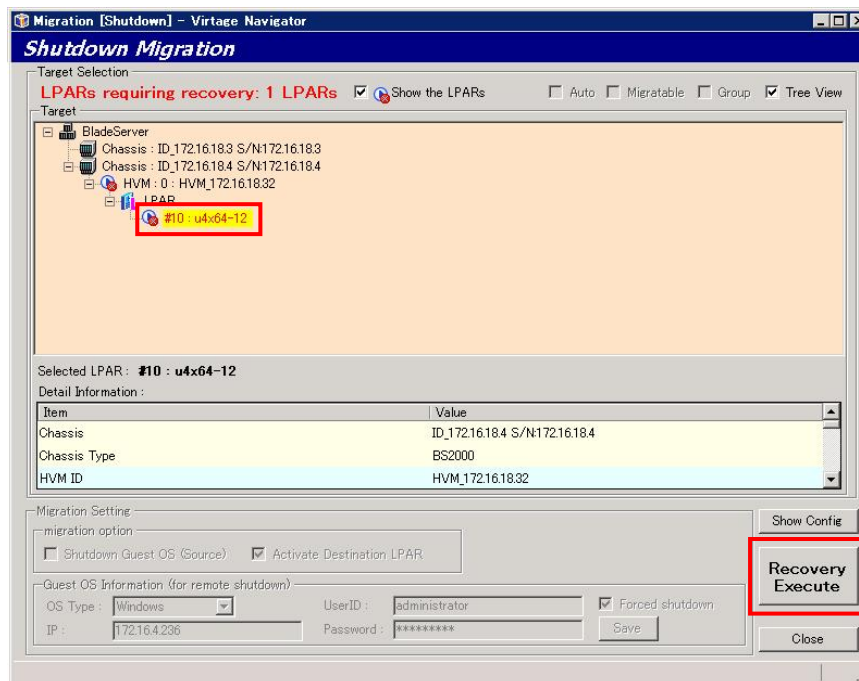 Migration [Shutdown] - Virtage Navigator
Shutdown Migration
Target Selection
LPARs requiring recovery: 1 LPARs Show the LPARs Auto Migratable Group Tree View
Target
BladeServer
Chassis : ID_172.16.18.3 S/N:172.16.18.3
Chassis : ID_172.16.18.4 S/N:172.16.18.4
HVM : 0 : HVM_172.16.18.32
LPAR
#10 : u4x64-12
Selected LPAR : #10 : u4x64-12
Detail Information :
Item Value
Chassis ID_172.16.18.4 S/N:172.16.18.4
Chassis Type BS2000
HVM ID HVM_172.16.18.32
Migration Setting
migration option
Shutdown Guest OS (Source) Activate Destination LPAR
Guest OS Information (for remote shutdown)
OS Type : Windows UserID : administrator Forced shutdown
IP : 172.16.4.236 Password : ********* Save
Show Config
Recovery
Execute
Close